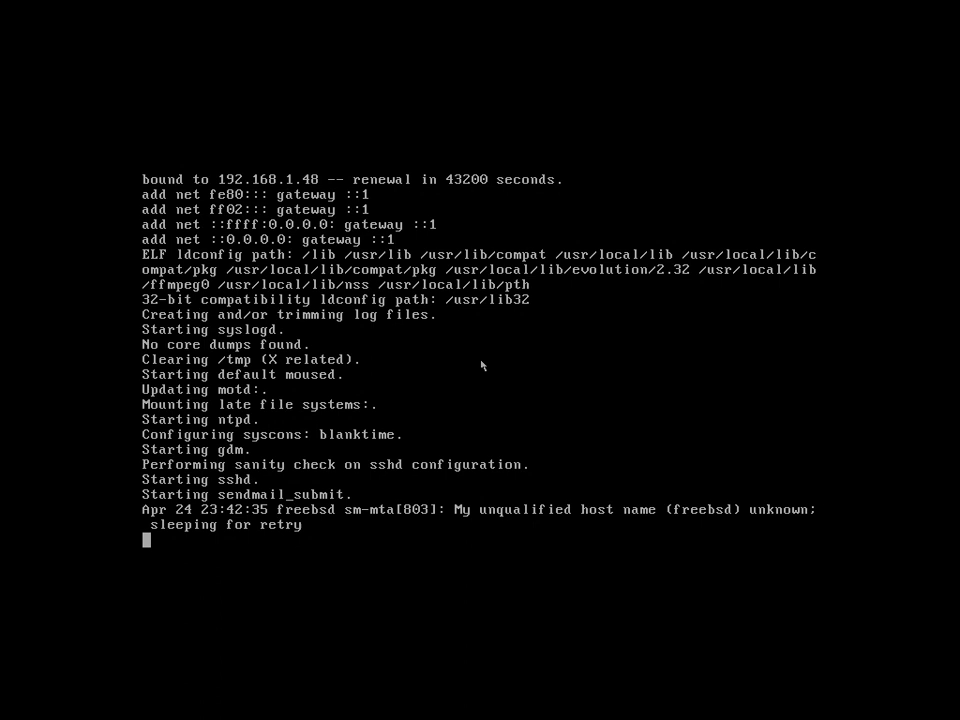 bound to 192.168.1.48 -- renewal in 43200 seconds.
add net fe80::: gateway ::1
add net ff02::: gateway ::1
add net ::ffff:0.0.0.0: gateway ::1
add net ::0.0.0.0: gateway ::1
ELF ldconfig path: /lib /usr/lib /usr/lib/compat /usr/local/lib /usr/local/lib/c
ompat/pkg /usr/local/lib/compat/pkg /usr/local/lib/evolution/2.32 /usr/local/lib
/ffmpeg0 /usr/local/lib/nss /usr/local/lib/pth
32-bit compatibility ldconfig path: /usr/lib32
Creating and/or trimming log files.
Starting syslogd.
No core dumps found.
Clearing /tmp (X related).
Starting default moused.
Updating motd:.
Mounting late file systems:.
Starting ntpd.
Configuring syscons: blanktime.
Starting gdm.
Performing sanity check on sshd configuration.
Starting sshd.
Starting sendmail_submit.
Apr 24 23:42:35 freebsd sm-mta[803]: My unqualified host name (freebsd) unknown;
 sleeping for retry